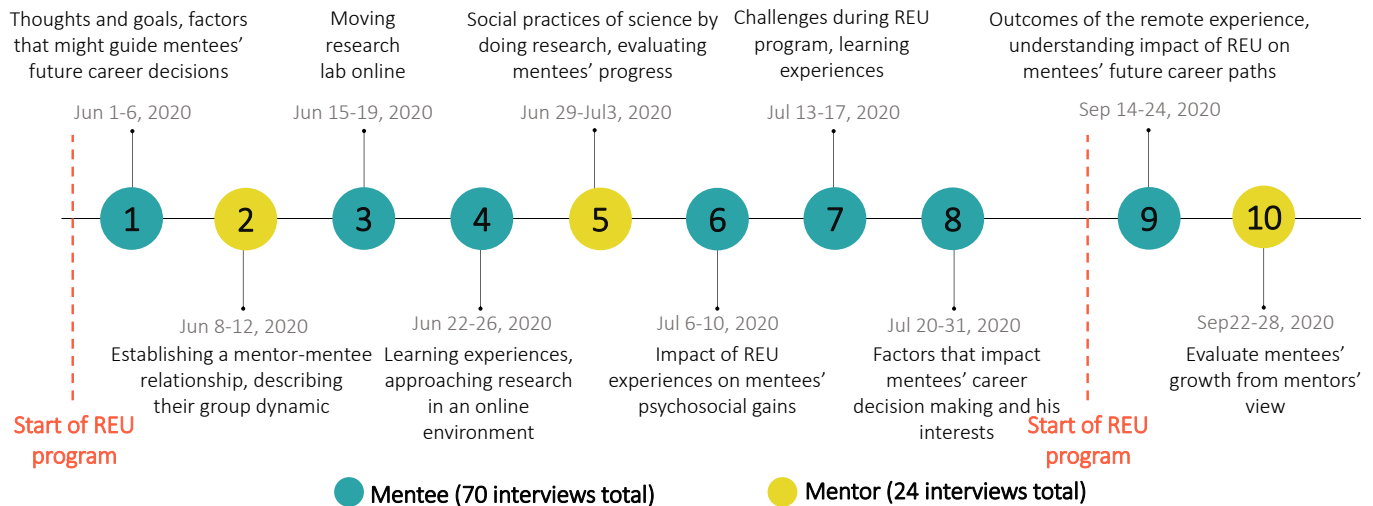 Thoughts and goals, factors
that might guide mentees'
future career decisions
Jun 1-6, 2020
Moving
research
lab online
Jun 15-19, 2020
Social practices of science by
doing research, evaluating
mentees' progress
Jun 29-Jul3, 2020
Challenges during REU
program, learning
experiences
Jul 13-17, 2020
Outcomes of the remote experience,
understanding impact of REU on
mentees' future career paths
Sep 14-24, 2020
1
2
3
4
5
6
7
8
9
10
Jun 8-12, 2020
Establishing a mentor-mentee
relationship, describing
their group dynamic
Jun 22-26, 2020
Learning experiences,
approaching research
in an online
environment
Jul 6-10, 2020
Impact of REU
experiences on mentees'
psychosocial gains
Jul 20-31, 2020
Factors that impact
mentees' career
decision making and his
interests
Sep22-28, 2020
Evaluate mentees'
growth from mentors'
view
Start of REU
program
Start of REU
program
Mentee (70 interviews total)
Mentor (24 interviews total)